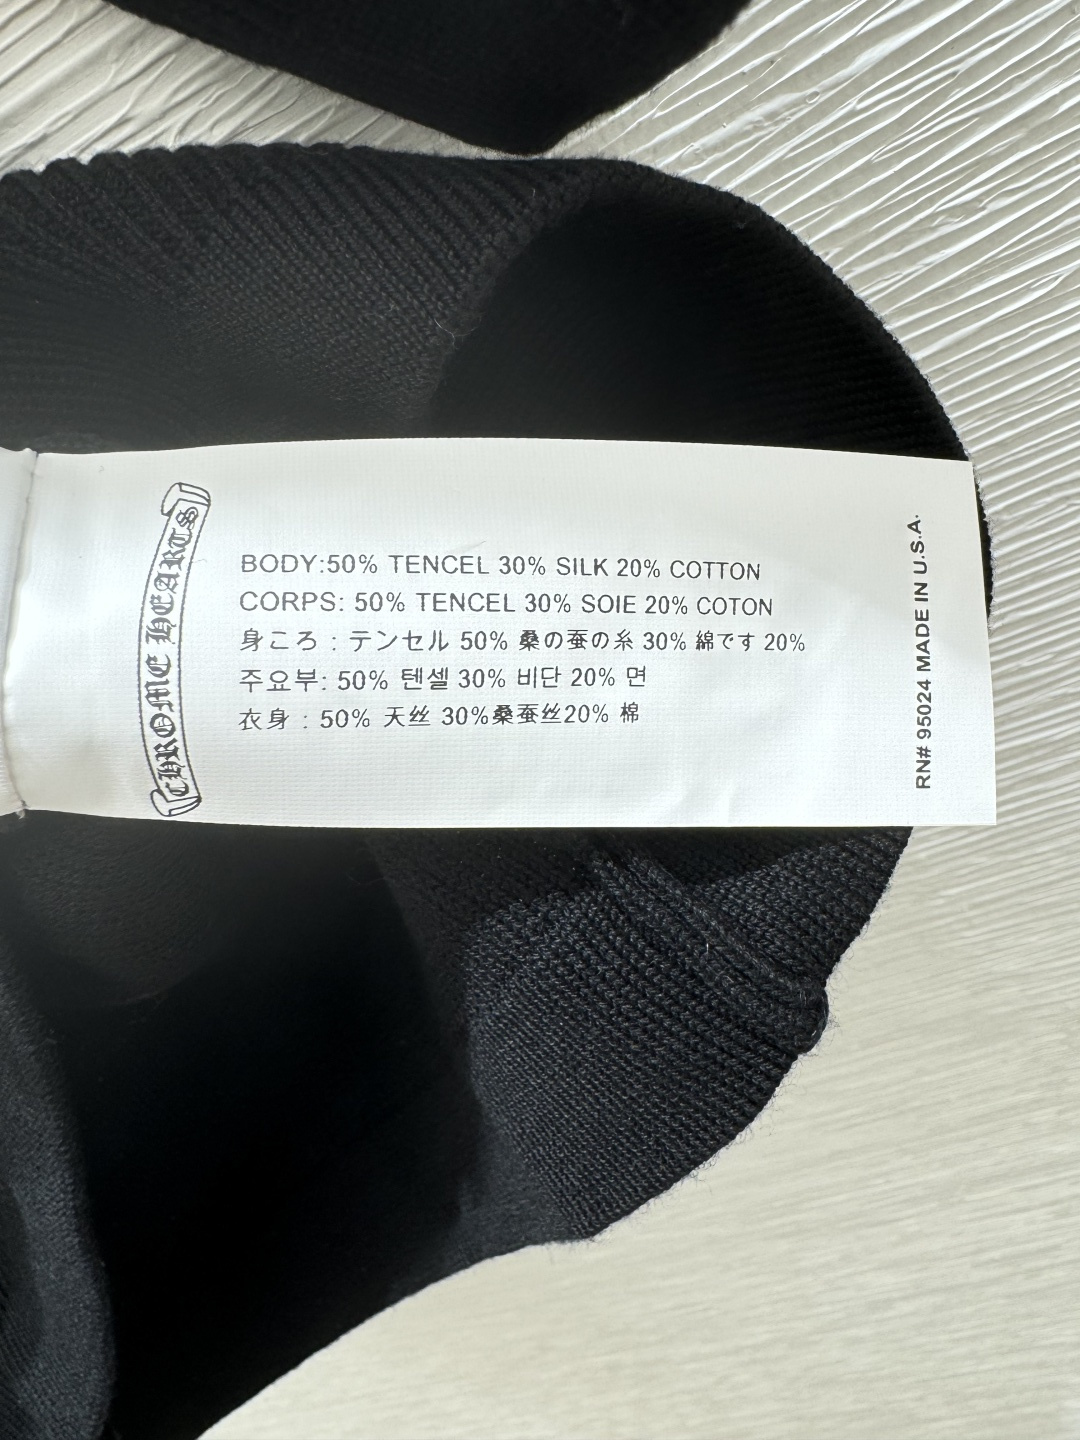 CHROME HEARTS
BODY:50% TENCEL 30% SILK 20% COTTON
CORPS: 50% TENCEL 30% SOIE 20% COTON
身ころ : テンセル 50% 桑の蚕の糸 30% 綿です 20%
주요부: 50% 텐셀 30% 비단 20% 면
衣身 : 50% 天丝 30%桑蚕丝20% 棉
RN# 95024 MADE IN U.S.A.